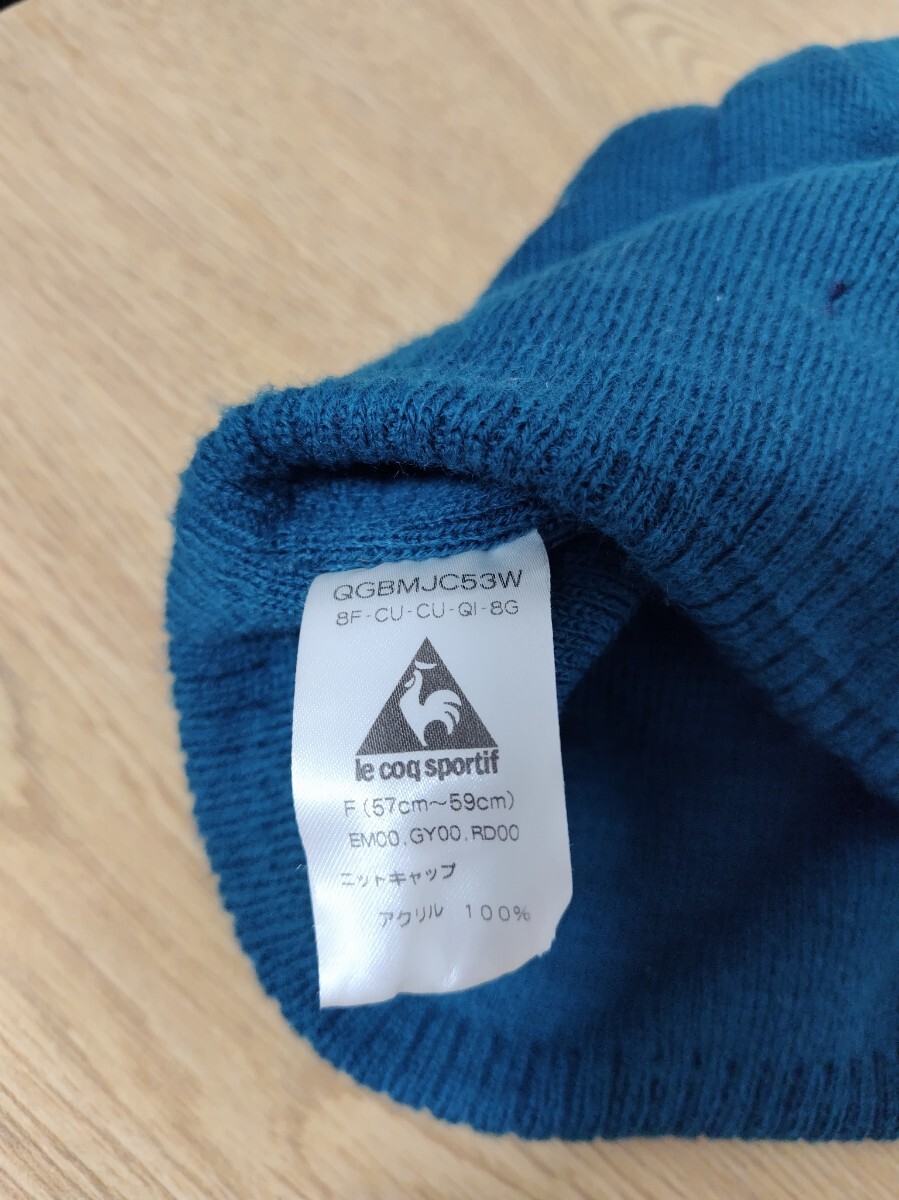 QGBMJC53W
8F-CU-CU-QI-8G
le coq sportif
F (57cm〜59cm)
EM00.GY00.RD00
ニットキャップ
アクリル 100%